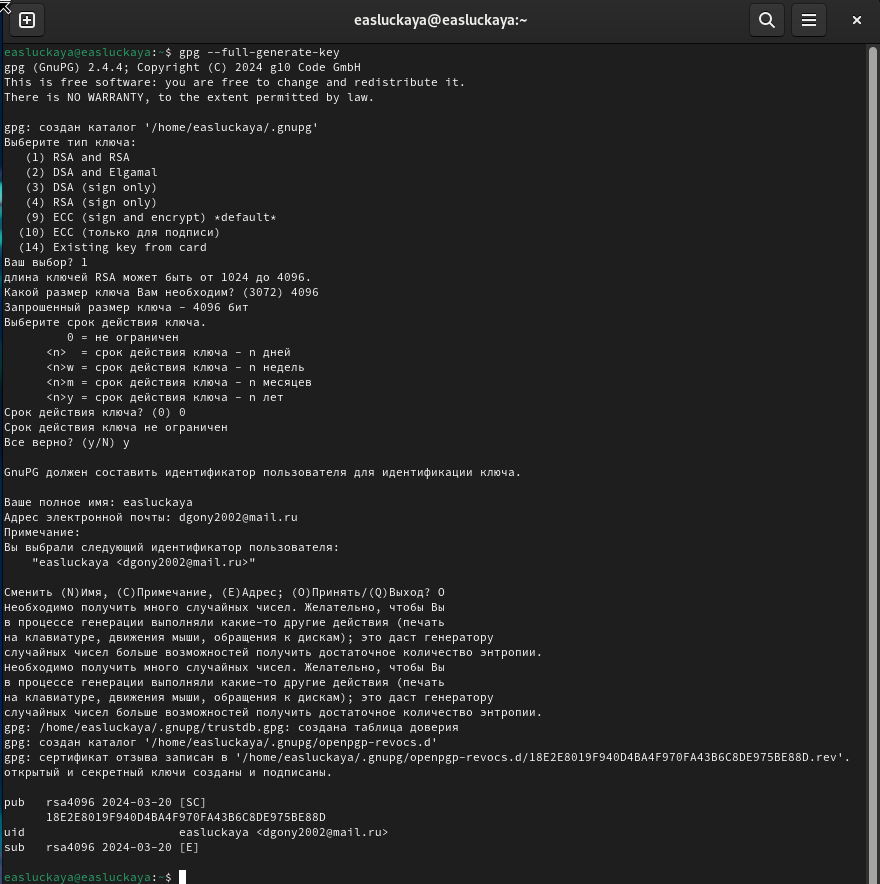 easluckaya@easluckaya:~
easluckaya@easluckaya:~$ gpg --full-generate-key
gpg (GnuPG) 2.4.4; Copyright (C) 2024 g10 Code GmbH
This is free software: you are free to change and redistribute it.
There is NO WARRANTY, to the extent permitted by law.

gpg: создан каталог '/home/easluckaya/.gnupg'
Выберите тип ключа:
   (1) RSA and RSA
   (2) DSA and Elgamal
   (3) DSA (sign only)
   (4) RSA (sign only)
   (9) ECC (sign and encrypt) *default*
  (10) ECC (только для подписи)
  (14) Existing key from card
Ваш выбор? 1
длина ключей RSA может быть от 1024 до 4096.
Какой размер ключа Вам необходим? (3072) 4096
Запрошенный размер ключа - 4096 бит
Выберите срок действия ключа.
         0 = не ограничен
      <n>  = срок действия ключа - n дней
      <n>w = срок действия ключа - n недель
      <n>m = срок действия ключа - n месяцев
      <n>y = срок действия ключа - n лет
Срок действия ключа? (0) 0
Срок действия ключа не ограничен
Все верно? (y/N) y

GnuPG должен составить идентификатор пользователя для идентификации ключа.

Ваше полное имя: easluckaya
Адрес электронной почты: dgony2002@mail.ru
Примечание:
Вы выбрали следующий идентификатор пользователя:
    "easluckaya <dgony2002@mail.ru>"

Сменить (N)Имя, (C)Примечание, (E)Адрес; (O)Принять/(Q)Выход? O
Необходимо получить много случайных чисел. Желательно, чтобы Вы
в процессе генерации выполняли какие-то другие действия (печать
на клавиатуре, движения мыши, обращения к дискам); это даст генератору
случайных чисел больше возможностей получить достаточное количество энтропии.
Необходимо получить много случайных чисел. Желательно, чтобы Вы
в процессе генерации выполняли какие-то другие действия (печать
на клавиатуре, движения мыши, обращения к дискам); это даст генератору
случайных чисел больше возможностей получить достаточное количество энтропии.
gpg: /home/easluckaya/.gnupg/trustdb.gpg: создана таблица доверия
gpg: создан каталог '/home/easluckaya/.gnupg/openpgp-revocs.d'
gpg: сертификат отзыва записан в '/home/easluckaya/.gnupg/openpgp-revocs.d/18E2E8019F940D4BA4F970FA43B6C8DE975BE88D.rev'.
открытый и секретный ключи созданы и подписаны.

pub   rsa4096 2024-03-20 [SC]
      18E2E8019F940D4BA4F970FA43B6C8DE975BE88D
uid                      easluckaya <dgony2002@mail.ru>
sub   rsa4096 2024-03-20 [E]

easluckaya@easluckaya:~$